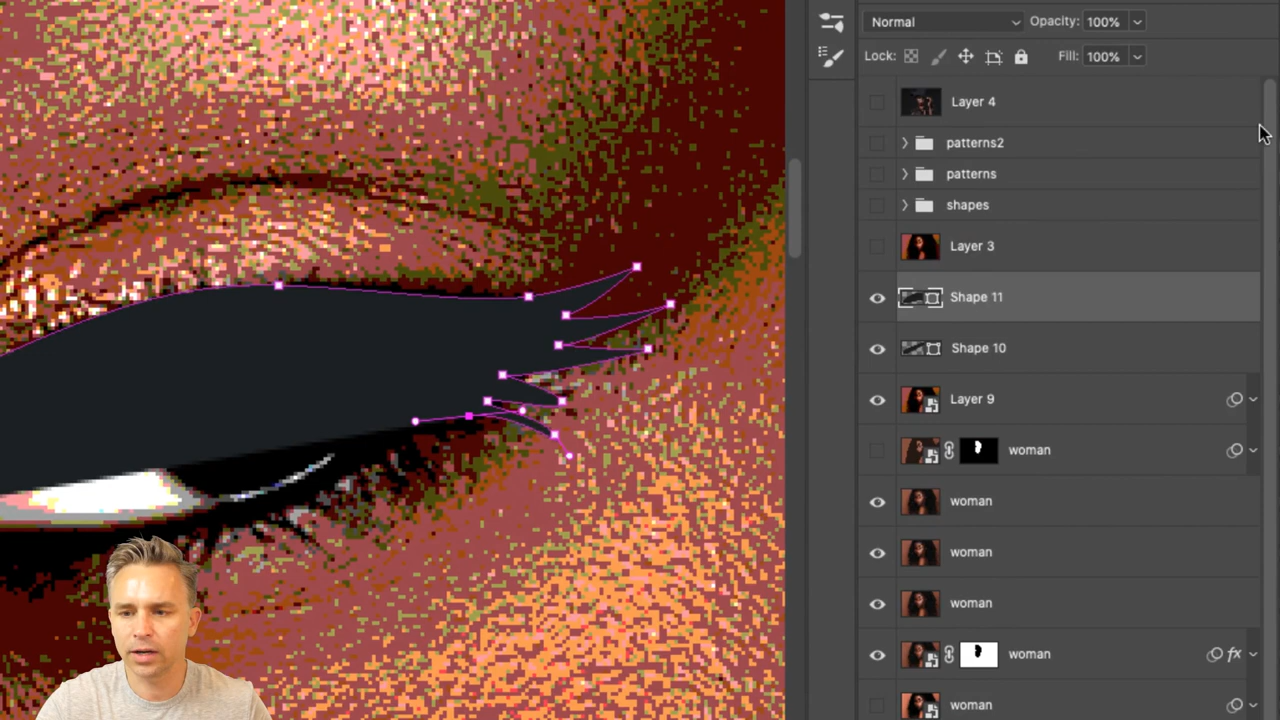 Normal
Opacity: 100%
Lock:
Fill: 100%
Layer 4
patterns2
patterns
shapes
Layer 3
Shape 11
Shape 10
Layer 9
woman
woman
woman
woman
woman
fx
woman